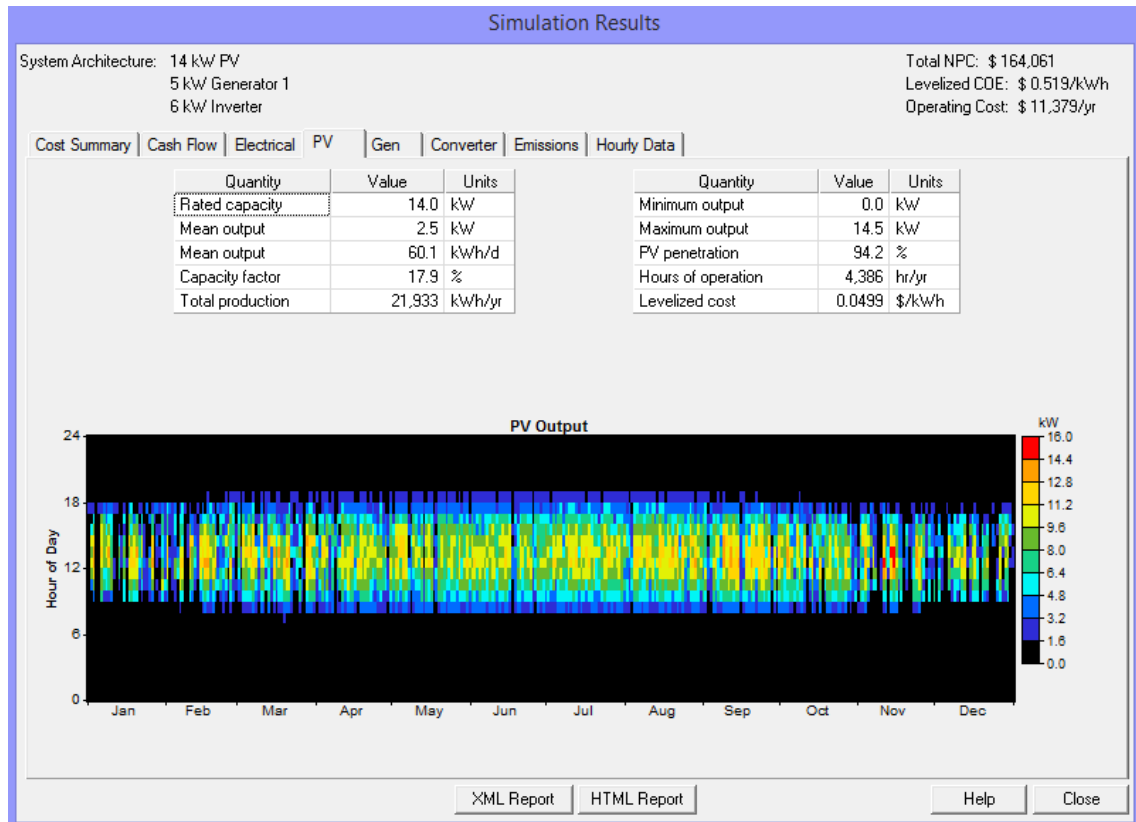 Simulation Results
System Architecture: 14 kW PV
5 kW Generator 1
6 kW Inverter
Total NPC: $ 164,061
Levelized COE: $ 0.519/kWh
Operating Cost: $ 11,379/yr
Cost Summary Cash Flow Electrical PV Gen Converter Emissions Hourly Data
Quantity Value Units
Rated capacity 14.0 kW
Mean output 2.5 kW
Mean output 60.1 kWh/d
Capacity factor 17.9 %
Total production 21,933 kWh/yr
Quantity Value Units
Minimum output 0.0 kW
Maximum output 14.5 kW
PV penetration 94.2 %
Hours of operation 4,386 hr/yr
Levelized cost 0.0499 $/kWh
PV Output
Hour of Day
24
18
12
6
0
Jan Feb Mar Apr May Jun Jul Aug Sep Oct Nov Dec
kW
16.0
14.4
12.8
11.2
9.6
8.0
6.4
4.8
3.2
1.6
0.0
XML Report HTML Report Help Close